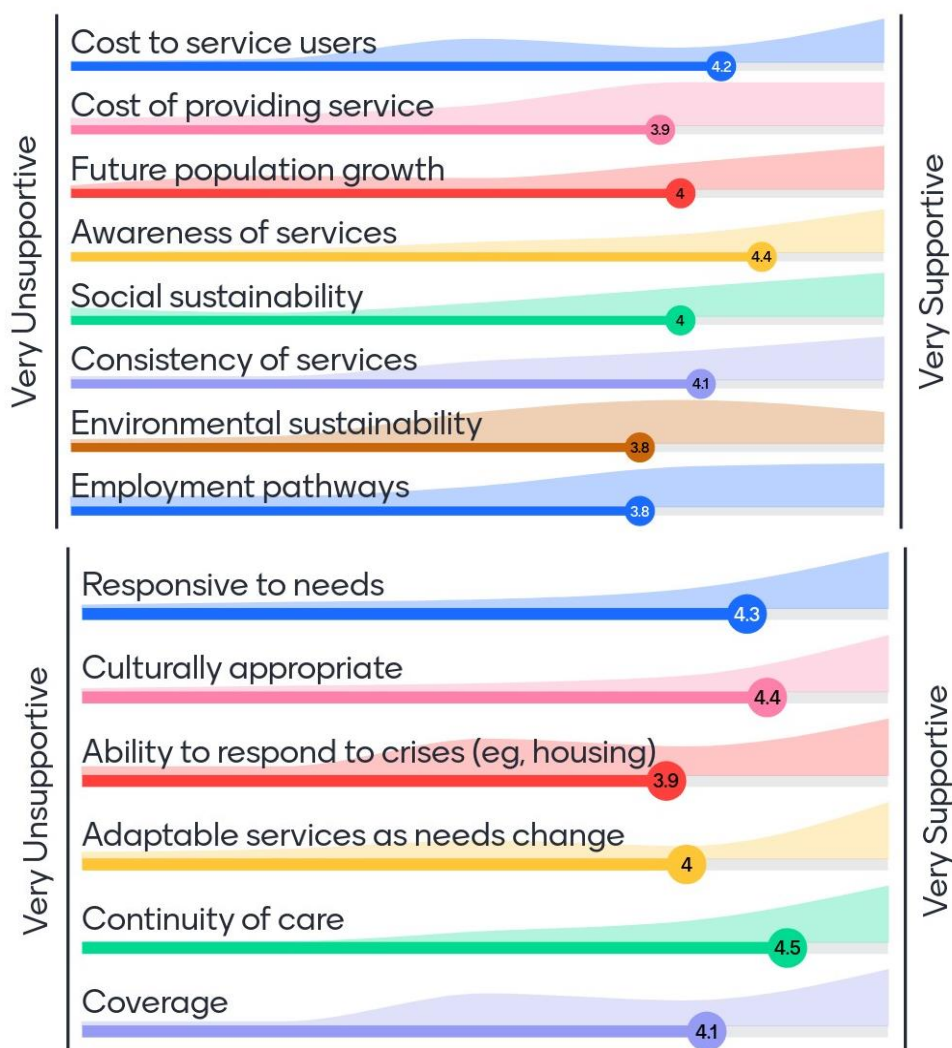 Very Unsupportive
Cost to service users
4.2
Cost of providing service
3.9
Future population growth
4
Awareness of services
4.4
Social sustainability
4
Consistency of services
4.1
Environmental sustainability
3.8
Employment pathways
3.8
Very Supportive
Very Unsupportive
Responsive to needs
4.3
Culturally appropriate
4.4
Ability to respond to crises (eg, housing)
3.9
Adaptable services as needs change
4
Continuity of care
4.5
Coverage
4.1
Very Supportive